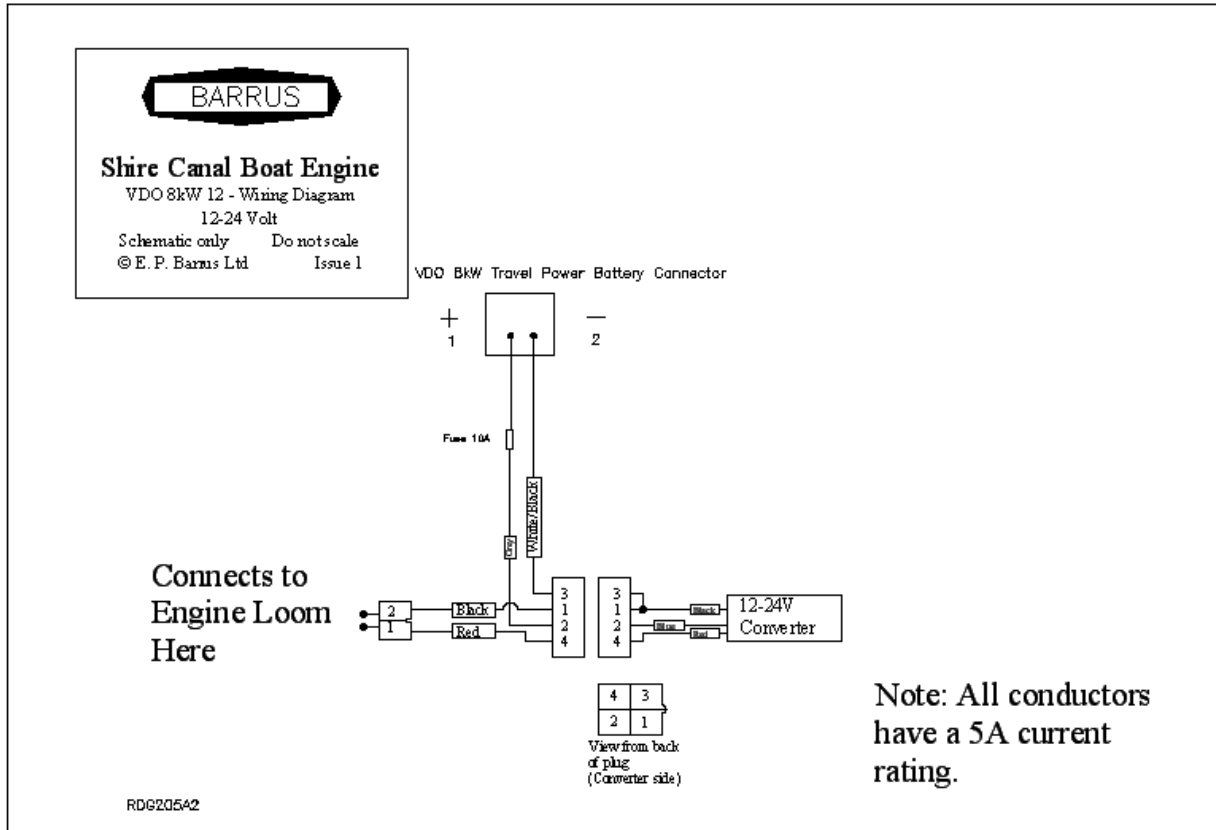 BARRUS
Shire Canal Boat Engine
VDO 8kW 12 - Wiring Diagram
12-24 Volt
Schematic only Do not scale
© E. P. Barrus Ltd Issue 1
VDO 8kW Travel Power Battery Connector
+ −
1 2
Fuse 10A
White/Black
Grey
Connects to
Engine Loom
Here
2
1
Black
Red
3
1
2
4
3
1
2
4
Black
Blue
Red
12-24V
Converter
4 3
2 1
View from back
of plug
(Converter side)
Note: All conductors
have a 5A current
rating.
RDG205A2